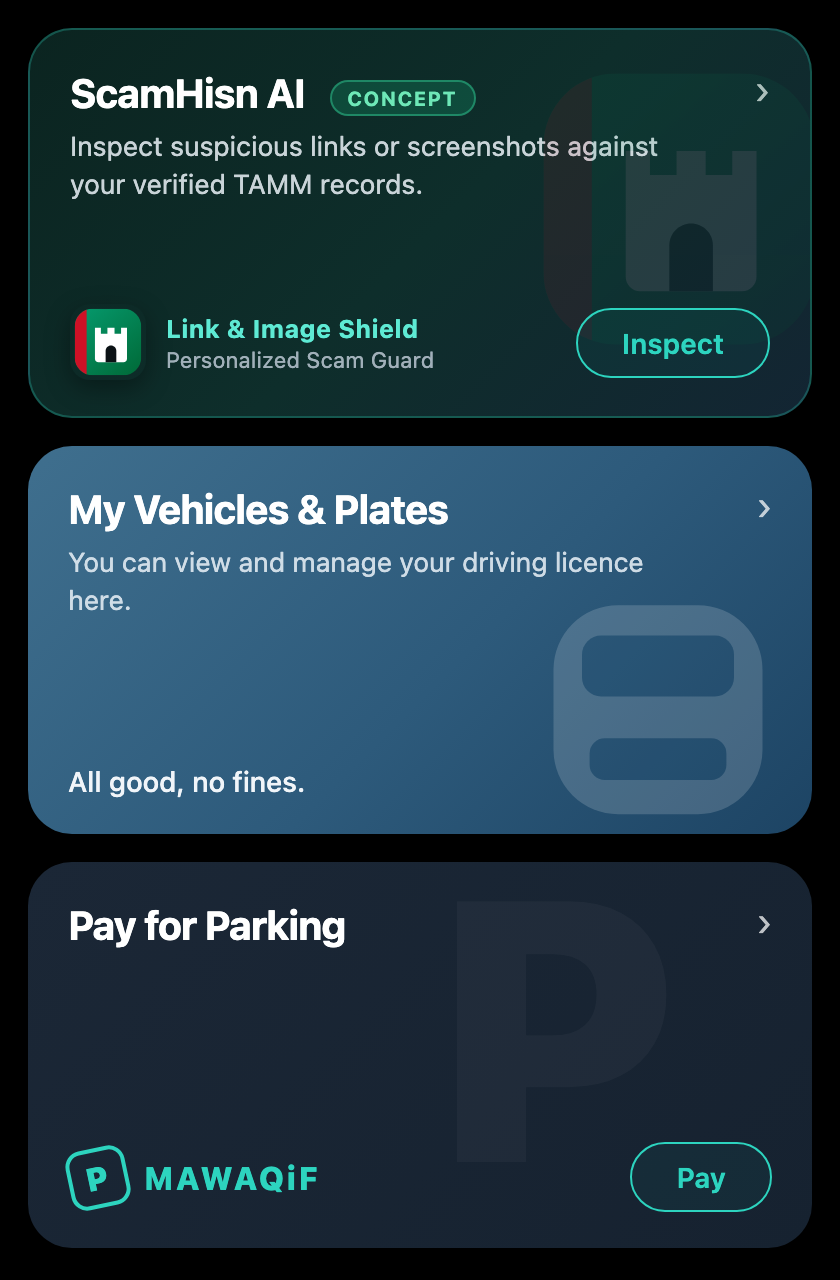 ScamHisn AI CONCEPT
Inspect suspicious links or screenshots against
your verified TAMM records.
Link & Image Shield
Personalized Scam Guard
Inspect
My Vehicles & Plates
You can view and manage your driving licence
here.
All good, no fines.
Pay for Parking
P
P MAWAQiF
Pay